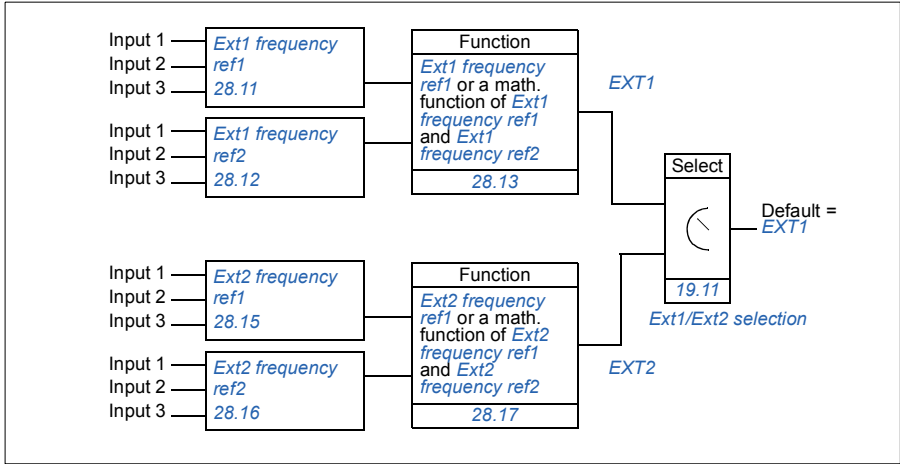 Input 1
Input 2
Input 3
Ext1 frequency
ref1
28.11
Input 1
Input 2
Input 3
Ext1 frequency
ref2
28.12
Function
Ext1 frequency
ref1 or a math.
function of Ext1
frequency ref1
and Ext1
frequency ref2
28.13
EXT1
Input 1
Input 2
Input 3
Ext2 frequency
ref1
28.15
Input 1
Input 2
Input 3
Ext2 frequency
ref2
28.16
Function
Ext2 frequency
ref1 or a math.
function of Ext2
frequency ref1
and Ext2
frequency ref2
28.17
EXT2
Select
19.11
Ext1/Ext2 selection
Default =
EXT1